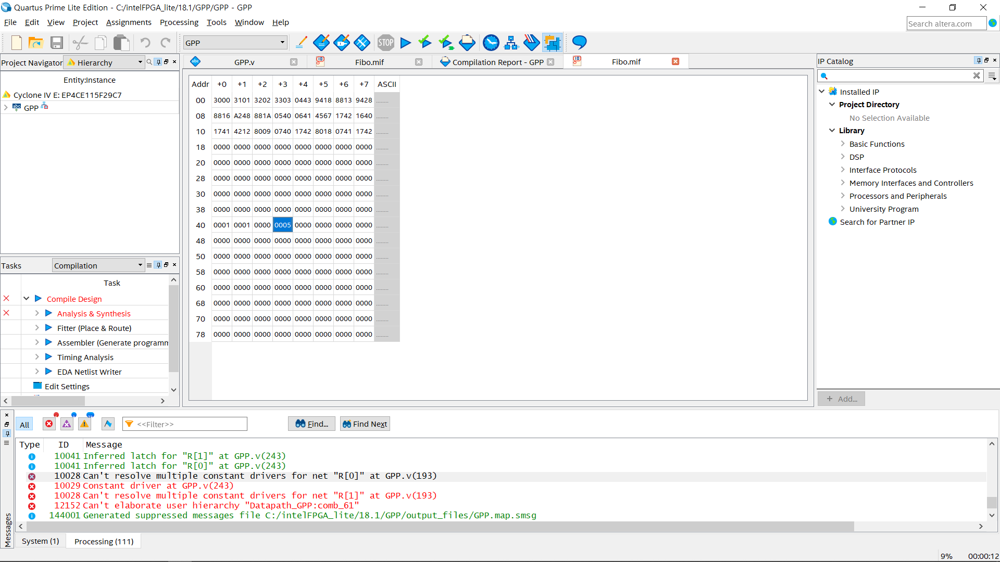 Quartus Prime Lite Edition - C:/intelFPGA_lite/18.1/GPP/GPP - GPP
File Edit View Project Assignments Processing Tools Window Help
Search altera.com
GPP
STOP
Project Navigator Hierarchy
Entity:Instance
Cyclone IV E: EP4CE115F29C7
abc GPP
abc GPP.v Fibo.mif Compilation Report - GPP Fibo.mif
Addr +0 +1 +2 +3 +4 +5 +6 +7 ASCII
00 3000 3101 3202 3303 0443 9418 8813 9428 ........
08 8816 A248 881A 0540 0641 4567 1742 1640 ........
10 1741 4212 8009 0740 1742 8018 0741 1742 ........
18 0000 0000 0000 0000 0000 0000 0000 0000 ........
20 0000 0000 0000 0000 0000 0000 0000 0000 ........
28 0000 0000 0000 0000 0000 0000 0000 0000 ........
30 0000 0000 0000 0000 0000 0000 0000 0000 ........
38 0000 0000 0000 0000 0000 0000 0000 0000 ........
40 0001 0001 0000 0005 0000 0000 0000 0000 ........
48 0000 0000 0000 0000 0000 0000 0000 0000 ........
50 0000 0000 0000 0000 0000 0000 0000 0000 ........
58 0000 0000 0000 0000 0000 0000 0000 0000 ........
60 0000 0000 0000 0000 0000 0000 0000 0000 ........
68 0000 0000 0000 0000 0000 0000 0000 0000 ........
70 0000 0000 0000 0000 0000 0000 0000 0000 ........
78 0000 0000 0000 0000 0000 0000 0000 0000 ........
IP Catalog
Installed IP
Project Directory
No Selection Available
Library
Basic Functions
DSP
Interface Protocols
Memory Interfaces and Controllers
Processors and Peripherals
University Program
Search for Partner IP
+ Add...
Tasks Compilation
Task
Compile Design
Analysis & Synthesis
Fitter (Place & Route)
Assembler (Generate programm
Timing Analysis
EDA Netlist Writer
Edit Settings
All <<Filter>> Find... Find Next
Type ID Message
10041 Inferred latch for "R[1]" at GPP.v(243)
10041 Inferred latch for "R[0]" at GPP.v(243)
10028 Can't resolve multiple constant drivers for net "R[0]" at GPP.v(193)
10029 Constant driver at GPP.v(243)
10028 Can't resolve multiple constant drivers for net "R[1]" at GPP.v(193)
12152 Can't elaborate user hierarchy "Datapath_GPP:comb_61"
144001 Generated suppressed messages file C:/intelFPGA_lite/18.1/GPP/output_files/GPP.map.smsg
Messages
System (1) Processing (111)
9% 00:00:12